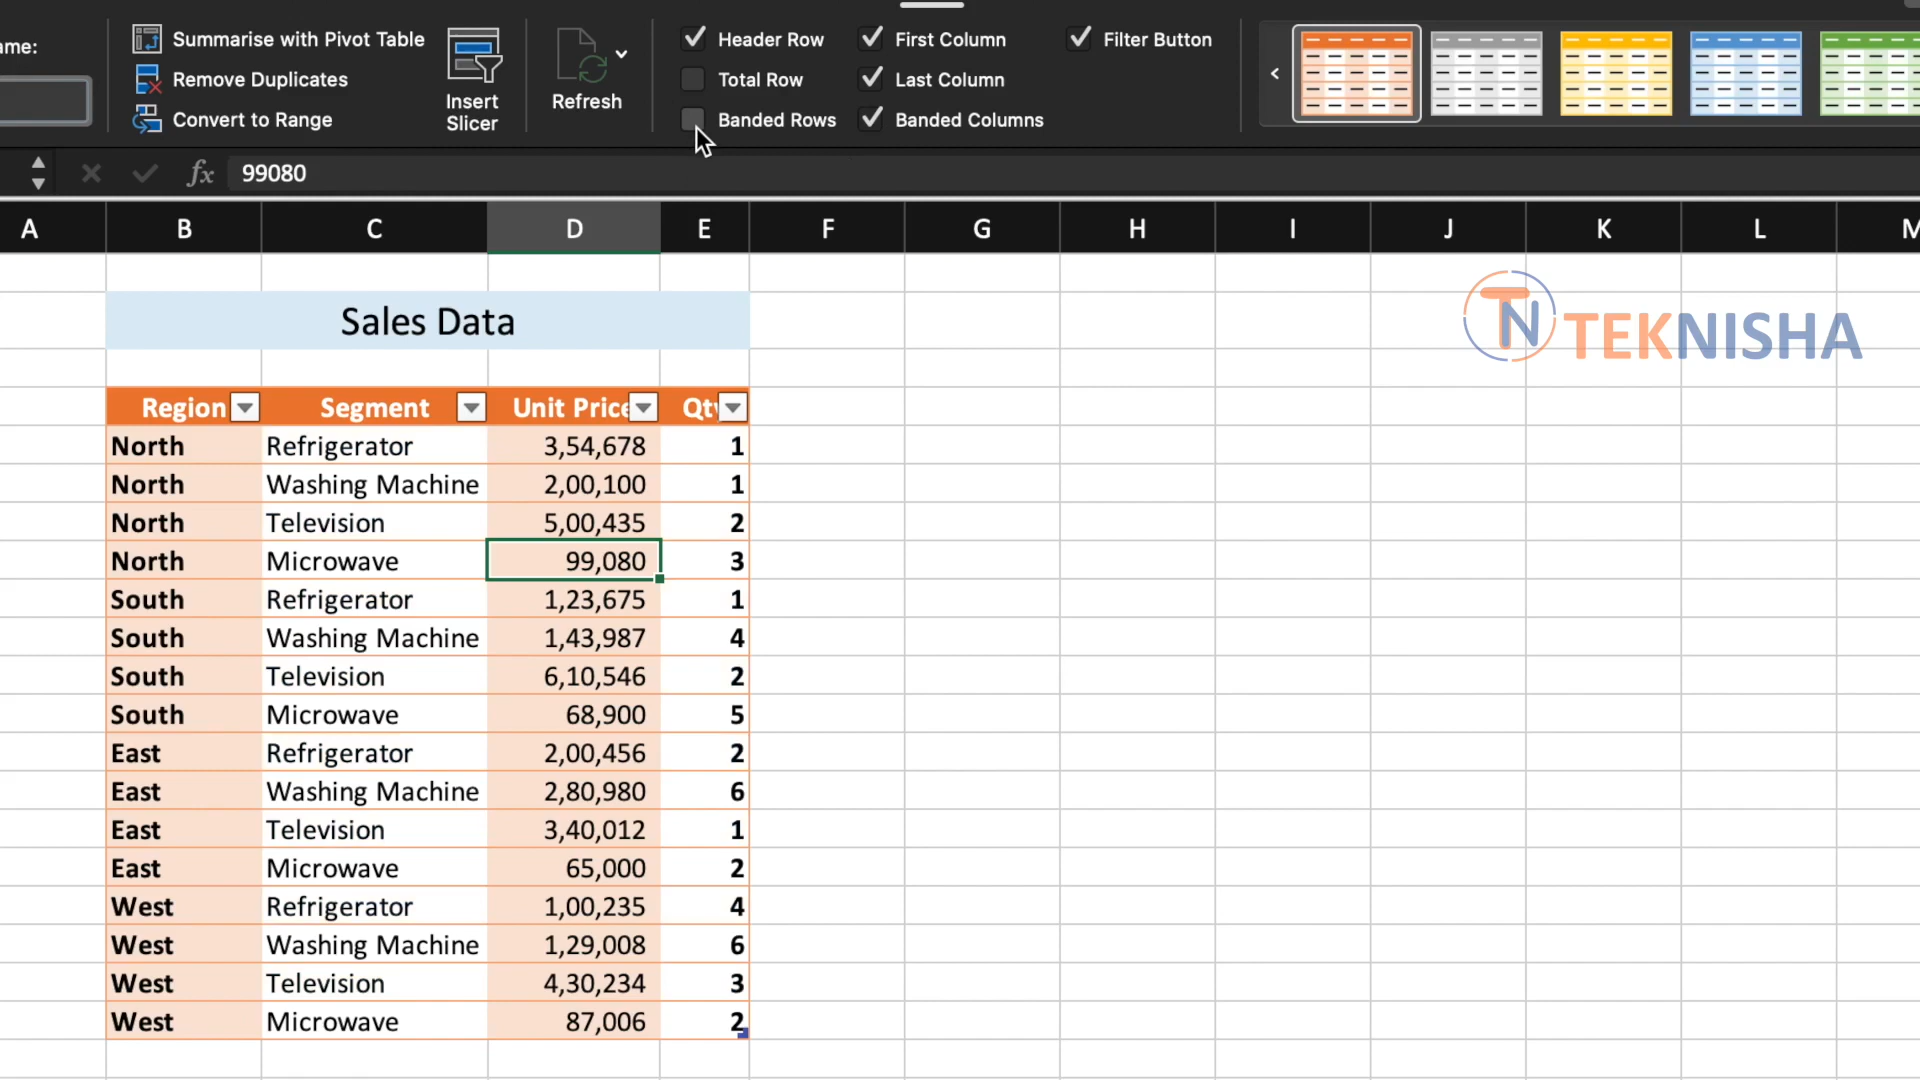 ame:
Summarise with Pivot Table
Remove Duplicates
Convert to Range
Insert
Slicer
Refresh
Header Row
First Column
Filter Button
Total Row
Last Column
Banded Rows
Banded Columns
fx 99080
A B C D E F G H I J K L M
Sales Data
TN TEKNISHA
Region Segment Unit Price Qty
North Refrigerator 3,54,678 1
North Washing Machine 2,00,100 1
North Television 5,00,435 2
North Microwave 99,080 3
South Refrigerator 1,23,675 1
South Washing Machine 1,43,987 4
South Television 6,10,546 2
South Microwave 68,900 5
East Refrigerator 2,00,456 2
East Washing Machine 2,80,980 6
East Television 3,40,012 1
East Microwave 65,000 2
West Refrigerator 1,00,235 4
West Washing Machine 1,29,008 6
West Television 4,30,234 3
West Microwave 87,006 2